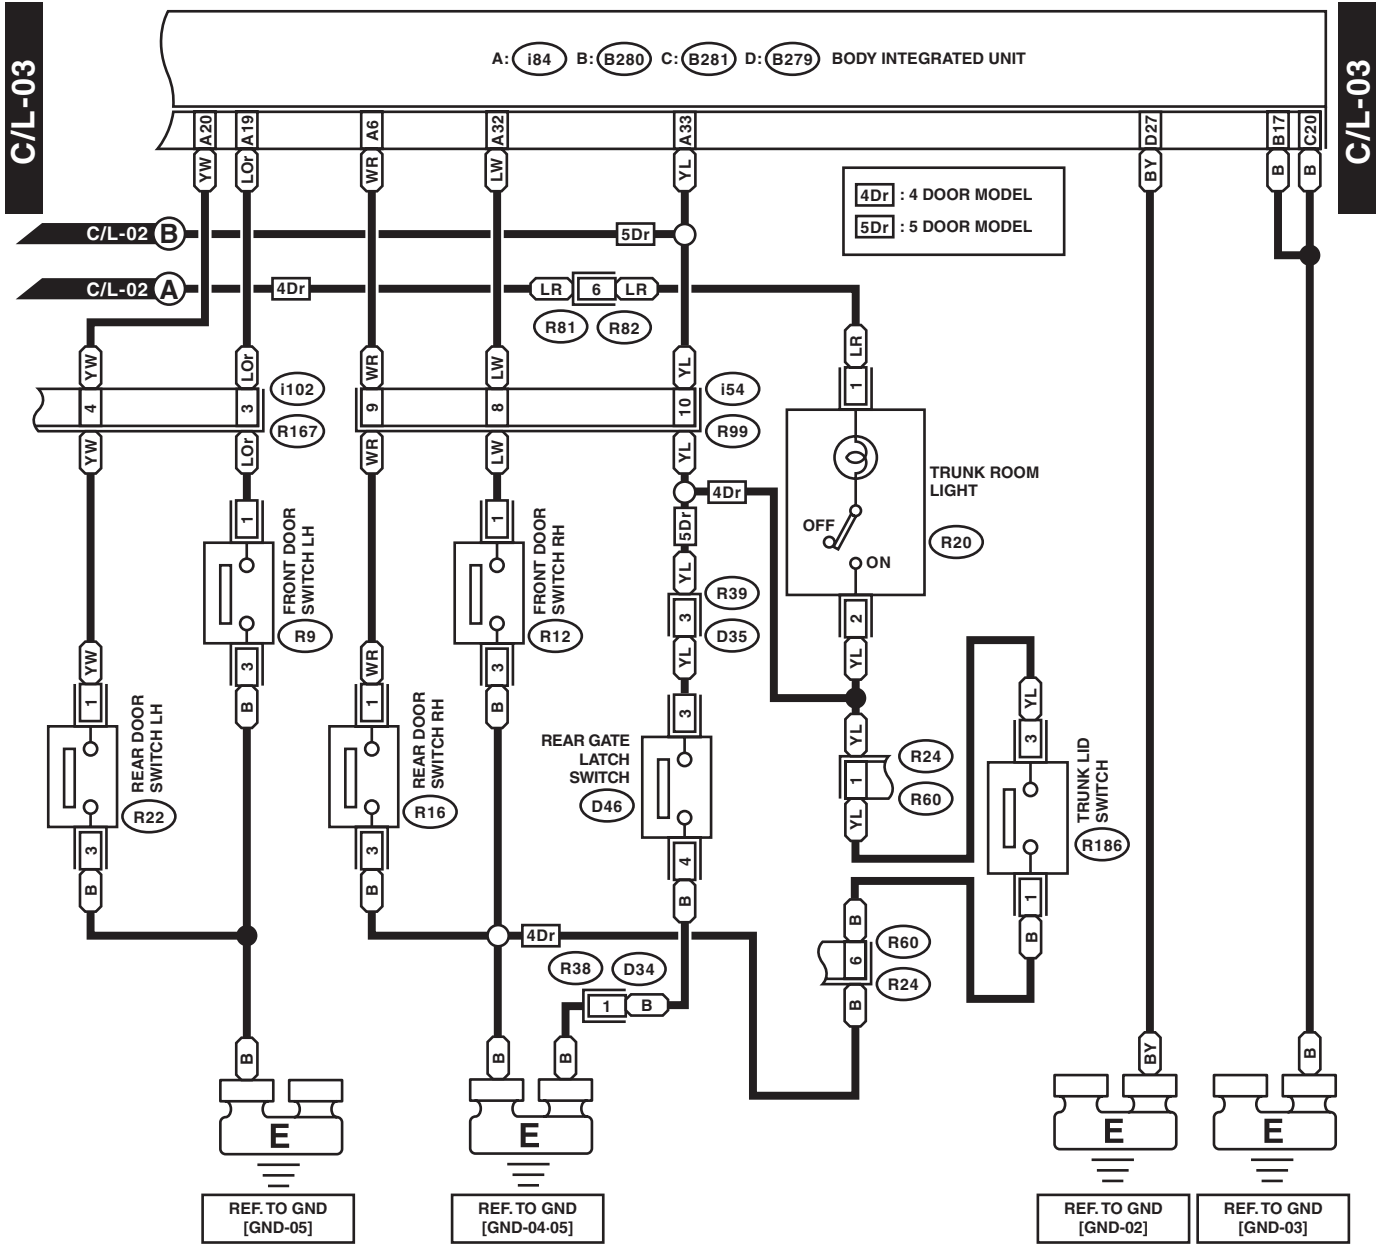 C/L-03
C/L-03
A: i84 B: B280 C: B281 D: B279 BODY INTEGRATED UNIT
A20 A19 A6 A32 A33 D27 B17 C20
YW LOr WR LW YL BY B B
4Dr : 4 DOOR MODEL
5Dr : 5 DOOR MODEL
C/L-02 B 5Dr
C/L-02 A 4Dr LR 6 LR
R81 R82
LR
YW LOr WR LW YL
4 3 i102 9 8 10 i54 1
R167 R99
YW LOr WR LW YL
TRUNK ROOM
LIGHT
4Dr
5Dr
OFF
ON
R20
1 1
FRONT DOOR
SWITCH LH
R9
FRONT DOOR
SWITCH RH
R12
YL
R39
3
D35
YL
2
YL
3 3
B B
YW WR
1 1
REAR DOOR
SWITCH LH
R22
REAR DOOR
SWITCH RH
R16
3
REAR GATE
LATCH
SWITCH
D46
YL
R24
1
R60
YL
YL
3
TRUNK LID
SWITCH
R186
3 3 4 1
B B B B
4Dr
B
R60
6
R24
B
R38 D34
1 B
B B B BY B
E E E E
REF. TO GND
[GND-05]
REF. TO GND
[GND-04·05]
REF. TO GND
[GND-02]
REF. TO GND
[GND-03]